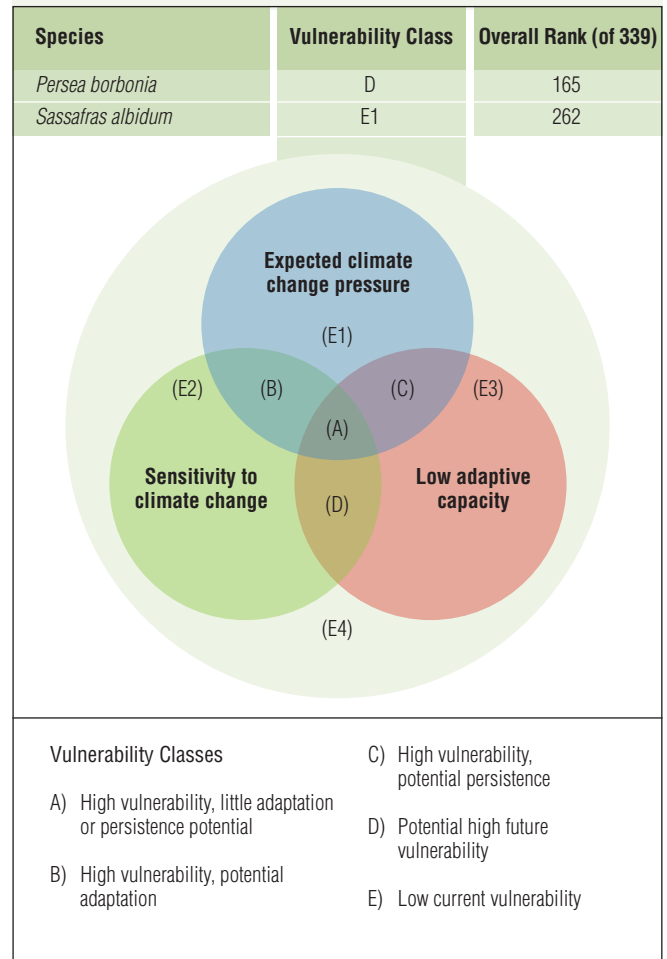 Species Vulnerability Class Overall Rank (of 339)
Persea borbonia D 165
Sassafras albidum E1 262
Expected climate
change pressure
(E1)
(E2) (B) (C) (E3)
(A)
Sensitivity to
climate change
Low adaptive
capacity
(D)
(E4)
Vulnerability Classes
A) High vulnerability, little adaptation
or persistence potential
B) High vulnerability, potential
adaptation
C) High vulnerability,
potential persistence
D) Potential high future
vulnerability
E) Low current vulnerability